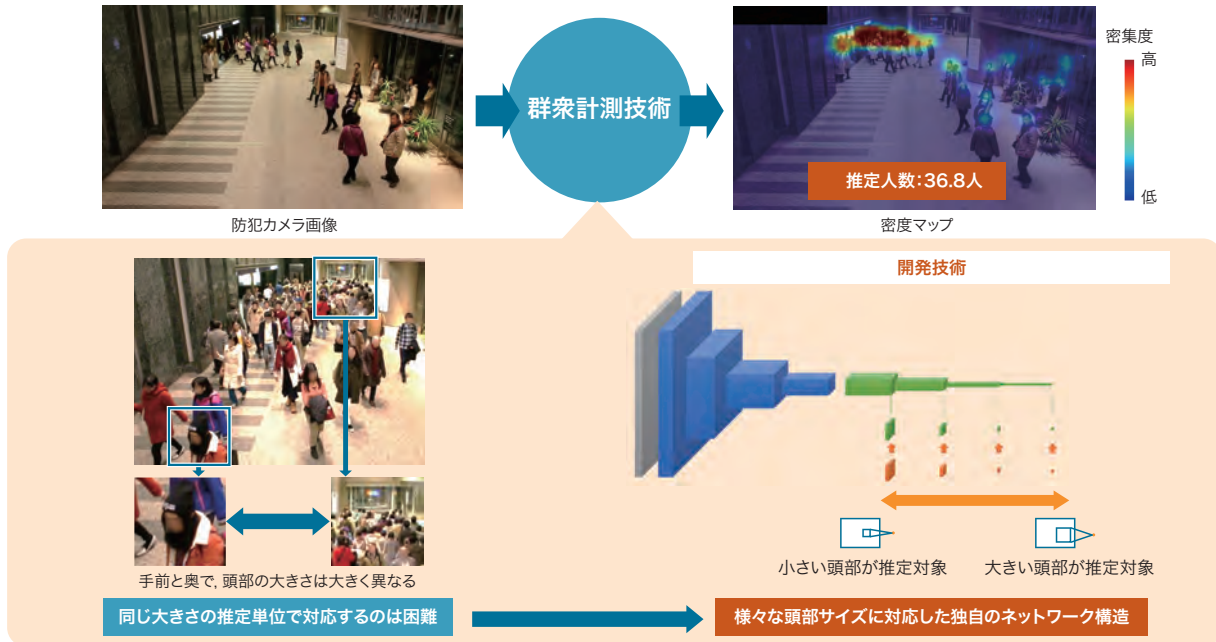 群衆計測技術
密集度
高
低
推定人数：36.8人
防犯カメラ画像
密度マップ
開発技術
手前と奥で，頭部の大きさは大きく異なる
小さい頭部が推定対象
大きい頭部が推定対象
同じ大きさの推定単位で対応するのは困難
様々な頭部サイズに対応した独自のネットワーク構造